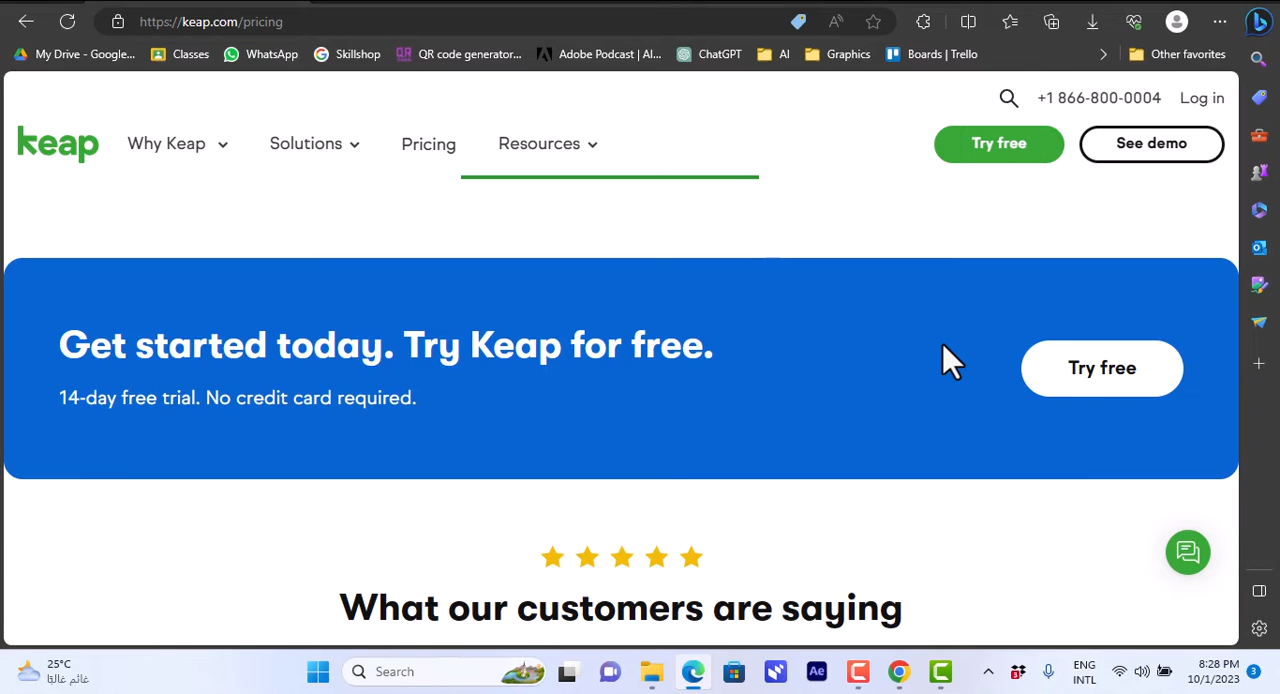 https://keap.com/pricing
My Drive - Google...
Classes
WhatsApp
Skillshop
QR code generator...
Adobe Podcast | AI...
ChatGPT
AI
Graphics
Boards | Trello
Other favorites
+1 866-800-0004
Log in
keap
Why Keap
Solutions
Pricing
Resources
Try free
See demo
Get started today. Try Keap for free.
14-day free trial. No credit card required.
Try free
What our customers are saying
25°C
غائم غالبًا
Search
Ae
3
ENG
INTL
8:28 PM
10/1/2023
3